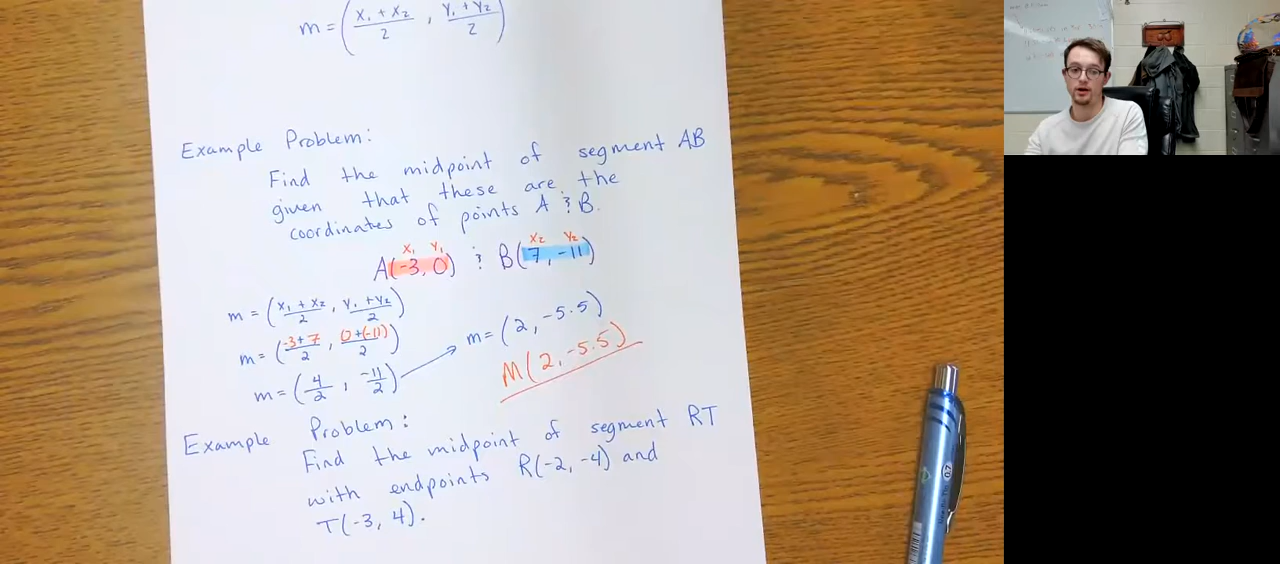 m = (x₁ + x₂ / 2 , y₁ + y₂ / 2)
Example Problem:
Find the midpoint of segment AB
given that these are the
coordinates of points A & B.
x₁ y₁ x₂ y₂
A(-3, 0) & B(7, -11)
m = (x₁ + x₂ / 2 , y₁ + y₂ / 2)
m = (-3+7 / 2 , 0+(-11) / 2)
m = (4/2 , -11/2)
m = (2, -5.5)
M(2, -5.5)
Example Problem:
Find the midpoint of segment RT
with endpoints R(-2, -4) and
T(-3, 4).
0.7